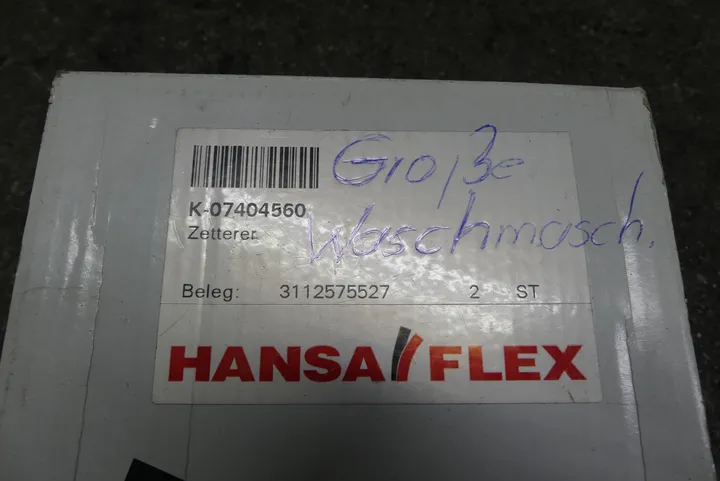 Große
K-07404560
Waschmasch.
Zetterer
Beleg: 3112575527 2 ST
HANSA FLEX